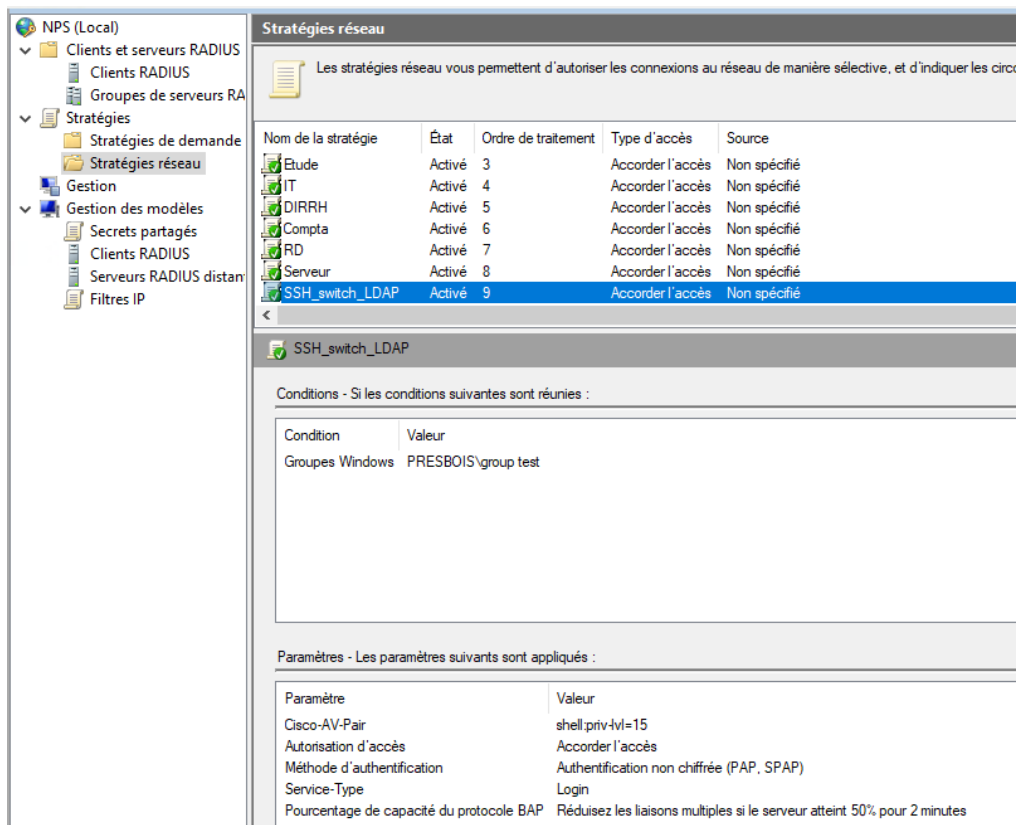 NPS (Local)
Clients et serveurs RADIUS
Clients RADIUS
Groupes de serveurs RA
Stratégies
Stratégies de demande
Stratégies réseau
Gestion
Gestion des modèles
Secrets partagés
Clients RADIUS
Serveurs RADIUS distan
Filtres IP
Stratégies réseau
Les stratégies réseau vous permettent d'autoriser les connexions au réseau de manière sélective, et d'indiquer les circo
Nom de la stratégie État Ordre de traitement Type d'accès Source
Etude Activé 3 Accorder l'accès Non spécifié
IT Activé 4 Accorder l'accès Non spécifié
DIRRH Activé 5 Accorder l'accès Non spécifié
Compta Activé 6 Accorder l'accès Non spécifié
RD Activé 7 Accorder l'accès Non spécifié
Serveur Activé 8 Accorder l'accès Non spécifié
SSH_switch_LDAP Activé 9 Accorder l'accès Non spécifié
SSH_switch_LDAP
Conditions - Si les conditions suivantes sont réunies :
Condition Valeur
Groupes Windows PRESBOIS\group test
Paramètres - Les paramètres suivants sont appliqués :
Paramètre Valeur
Cisco-AV-Pair shell:priv-lvl=15
Autorisation d'accès Accorder l'accès
Méthode d'authentification Authentification non chiffrée (PAP, SPAP)
Service-Type Login
Pourcentage de capacité du protocole BAP Réduisez les liaisons multiples si le serveur atteint 50% pour 2 minutes